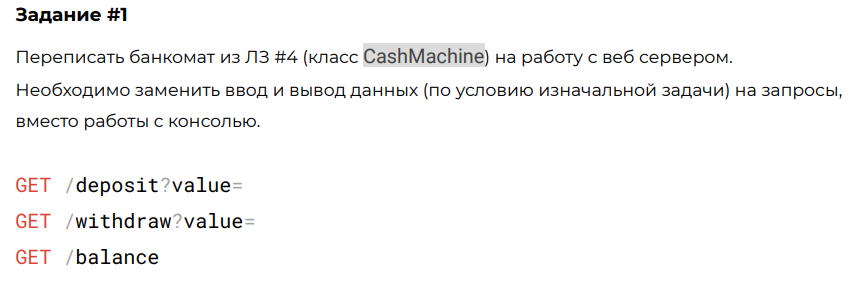 Задание #1
Переписать банкомат из ЛЗ #4 (класс CashMachine) на работу с веб сервером.
Необходимо заменить ввод и вывод данных (по условию изначальной задачи) на запросы,
вместо работы с консолью.
GET /deposit?value=
GET /withdraw?value=
GET /balance